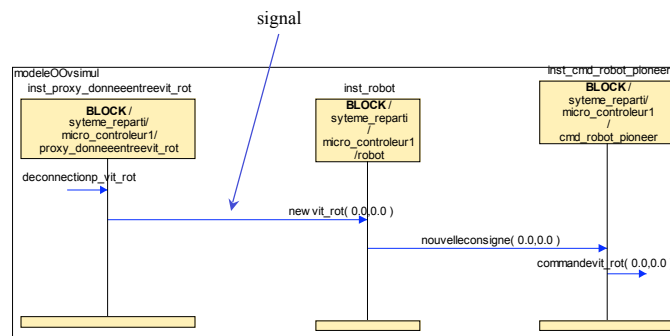 signal
modeleOOvsimul
inst_proxy_donneeentreevit_rot
inst_robot
inst_cmd_robot_pioneer
BLOCK /
syteme_reparti/
micro_controleur1/
proxy_donneeentreevit_rot
BLOCK /
syteme_reparti
/
micro_controleur1
/robot
BLOCK /
syteme_reparti/
micro_controleur1
/
cmd_robot_pioneer
deconnectionp_vit_rot
new vit_rot( 0.0,0.0 )
nouvelleconsigne( 0.0,0.0 )
commandevit_rot( 0.0,0.0